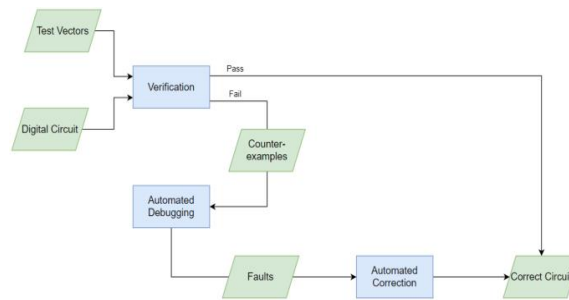 Test Vectors
Pass
Verification
Fail
Digital Circuit
Counter-
examples
Automated
Debugging
Faults
Automated
Correction
Correct Circui